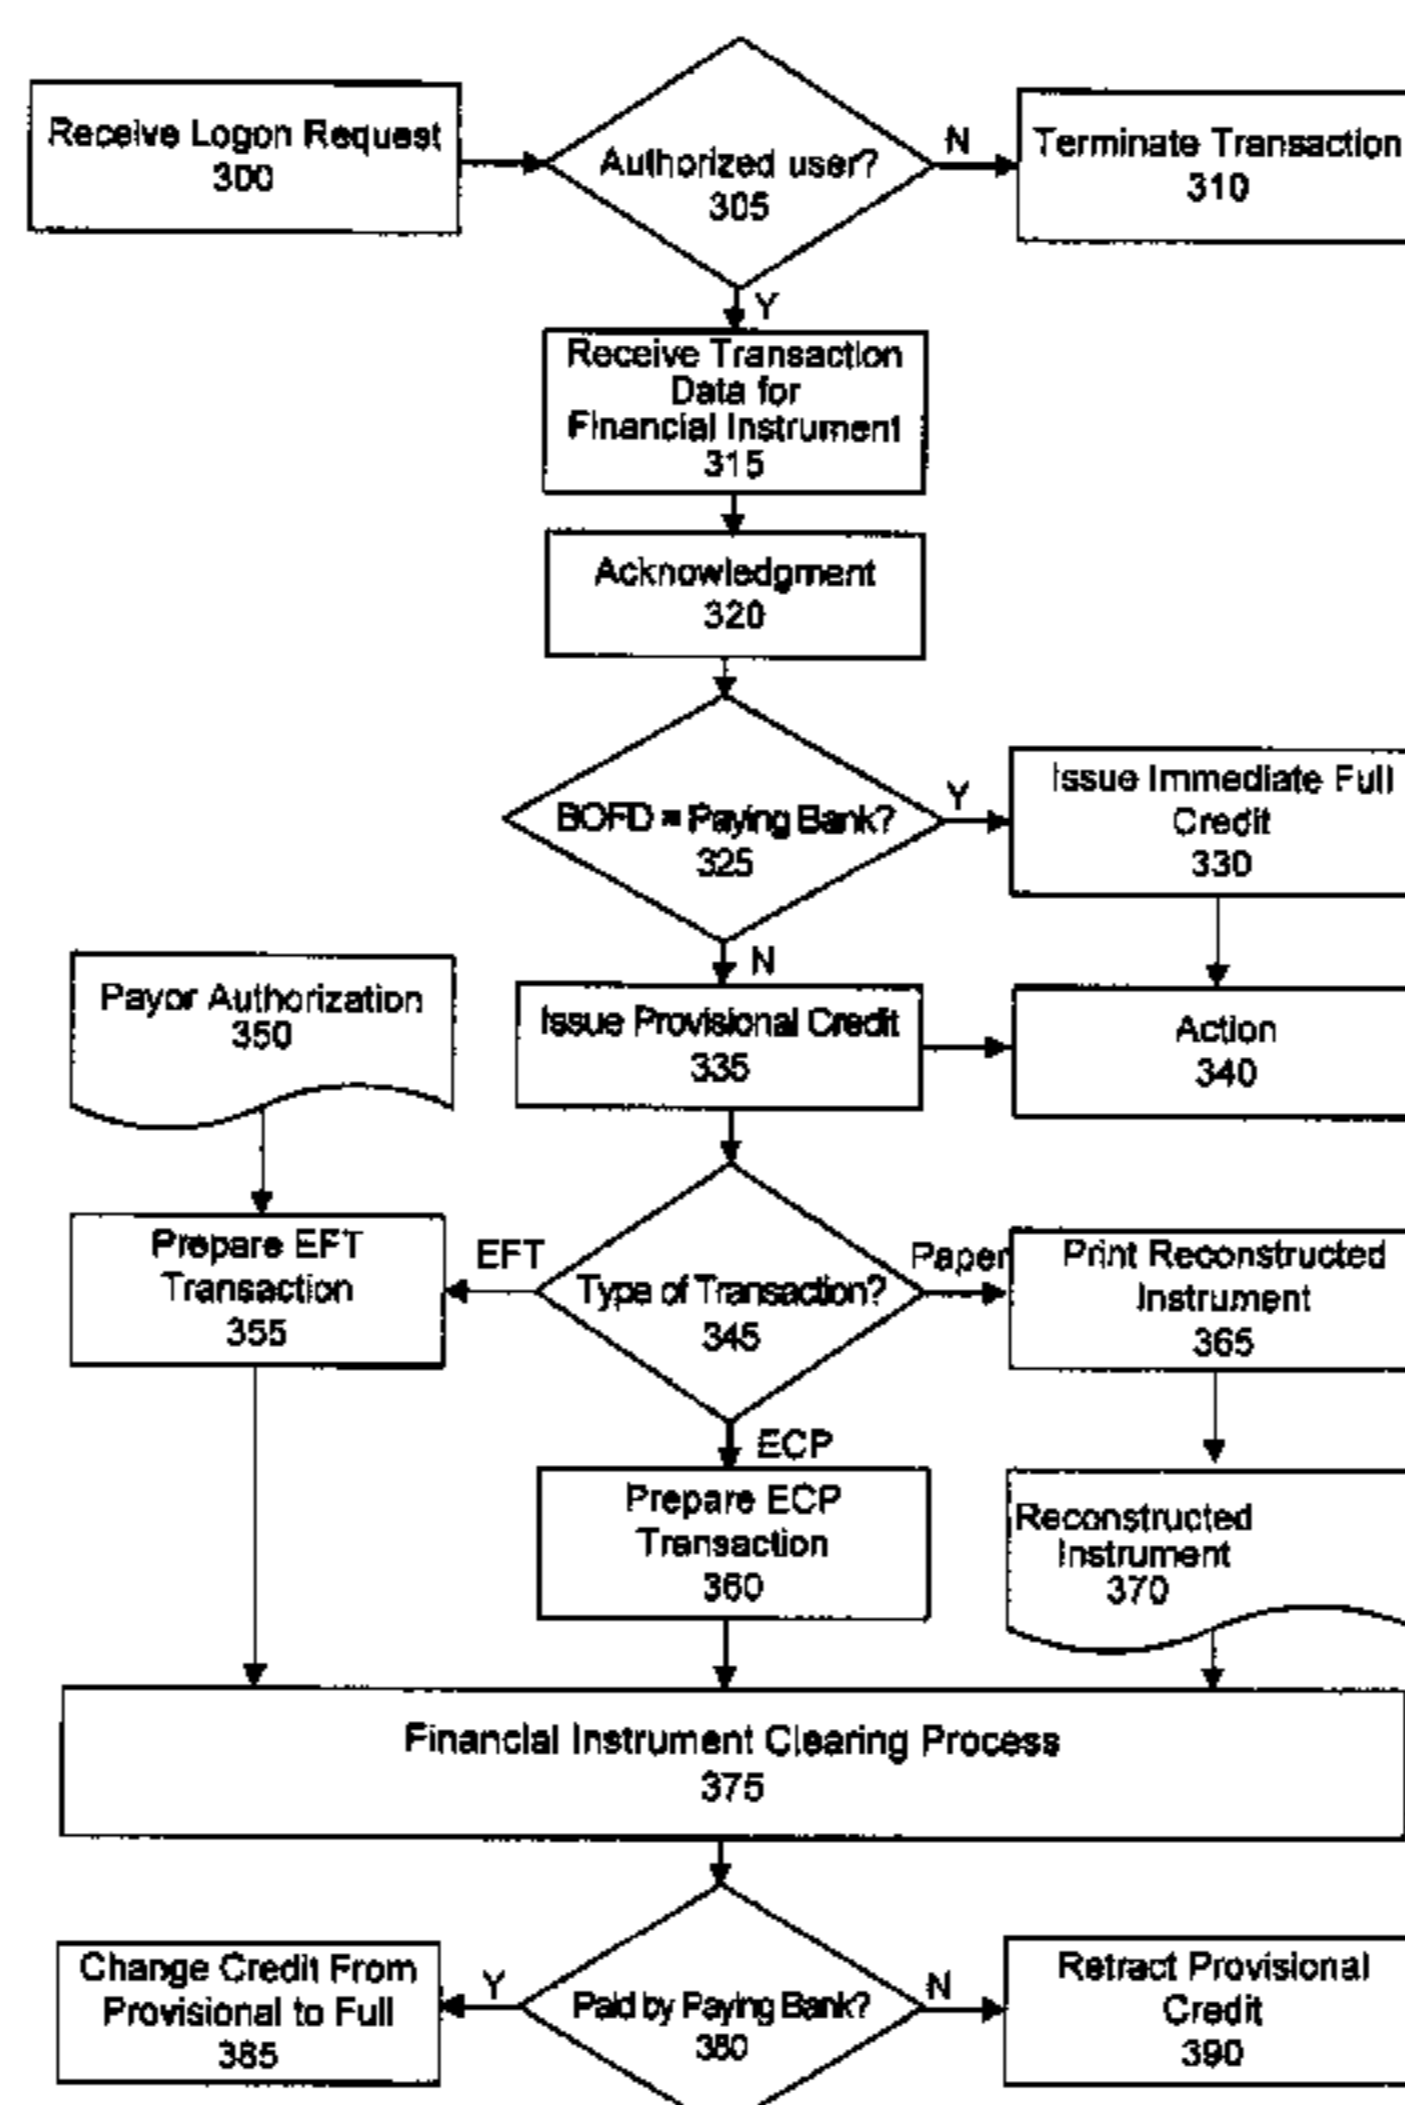 Receive Logon Request
300
Authorized user?
305
N
Terminate Transaction
310
Y
Receive Transaction
Data for
Financial Instrument
315
Acknowledgment
320
BOFD = Paying Bank?
325
Y
Issue Immediate Full
Credit
330
N
Payor Authorization
350
Issue Provisional Credit
335
Action
340
Prepare EFT
Transaction
355
EFT
Type of Transaction?
345
Paper
Print Reconstructed
Instrument
365
ECP
Prepare ECP
Transaction
360
Reconstructed
Instrument
370
Financial Instrument Clearing Process
375
Change Credit From
Provisional to Full
385
Y
Paid by Paying Bank?
380
N
Retract Provisional
Credit
390